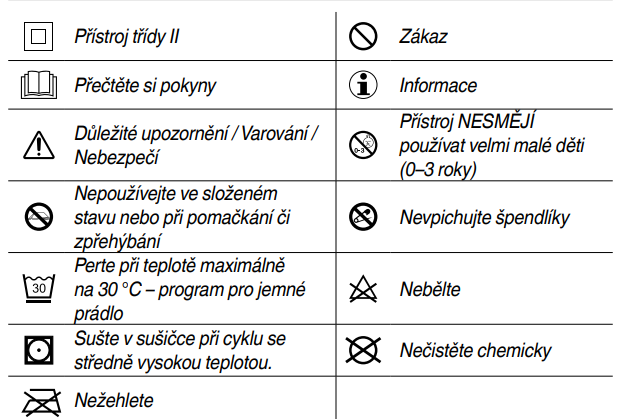 Přístroj třídy II
Zákaz
Přečtěte si pokyny
Informace
Důležité upozornění / Varování /
Nebezpečí
Přístroj NESMĚJÍ
používat velmi malé děti
(0–3 roky)
0-3
Nepoužívejte ve složeném
stavu nebo při pomačkání či
zpřehýbání
Nevpichujte špendlíky
30
Perte při teplotě maximálně
na 30 °C – program pro jemné
prádlo
Nebělte
Sušte v sušičce při cyklu se
středně vysokou teplotou.
Nečistěte chemicky
Nežehlete